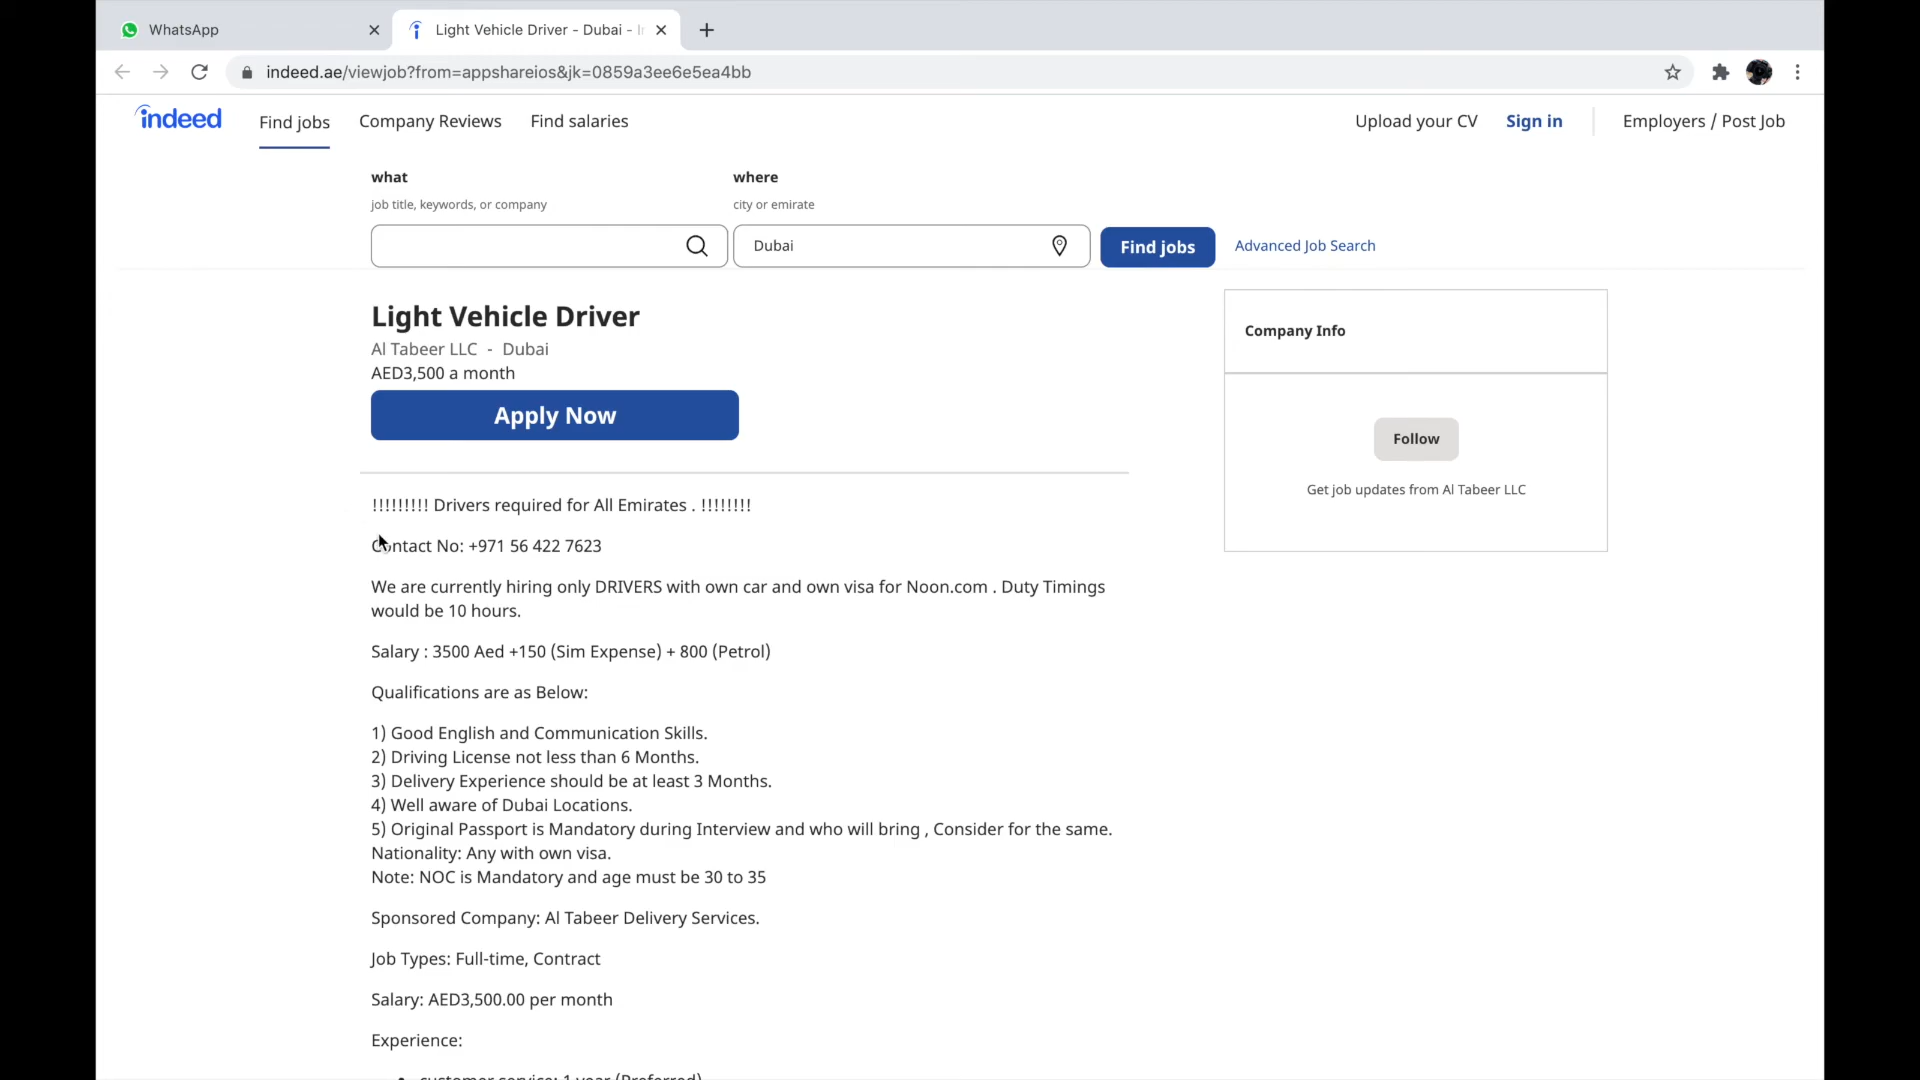 WhatsApp
Light Vehicle Driver - Dubai -
indeed.ae/viewjob?from=appshareios&jk=0859a3ee6e5ea4bb
indeed Find jobs Company Reviews Find salaries Upload your CV Sign in Employers / Post Job
what where
job title, keywords, or company city or emirate
Dubai Find jobs Advanced Job Search
Light Vehicle Driver
Al Tabeer LLC - Dubai
AED3,500 a month
Apply Now
Company Info
Follow
Get job updates from Al Tabeer LLC
!!!!!!!!! Drivers required for All Emirates . !!!!!!!!
Contact No: +971 56 422 7623
We are currently hiring only DRIVERS with own car and own visa for Noon.com . Duty Timings
would be 10 hours.
Salary : 3500 Aed +150 (Sim Expense) + 800 (Petrol)
Qualifications are as Below:
1) Good English and Communication Skills.
2) Driving License not less than 6 Months.
3) Delivery Experience should be at least 3 Months.
4) Well aware of Dubai Locations.
5) Original Passport is Mandatory during Interview and who will bring , Consider for the same.
Nationality: Any with own visa.
Note: NOC is Mandatory and age must be 30 to 35
Sponsored Company: Al Tabeer Delivery Services.
Job Types: Full-time, Contract
Salary: AED3,500.00 per month
Experience:
customer service: 1 year (Preferred)